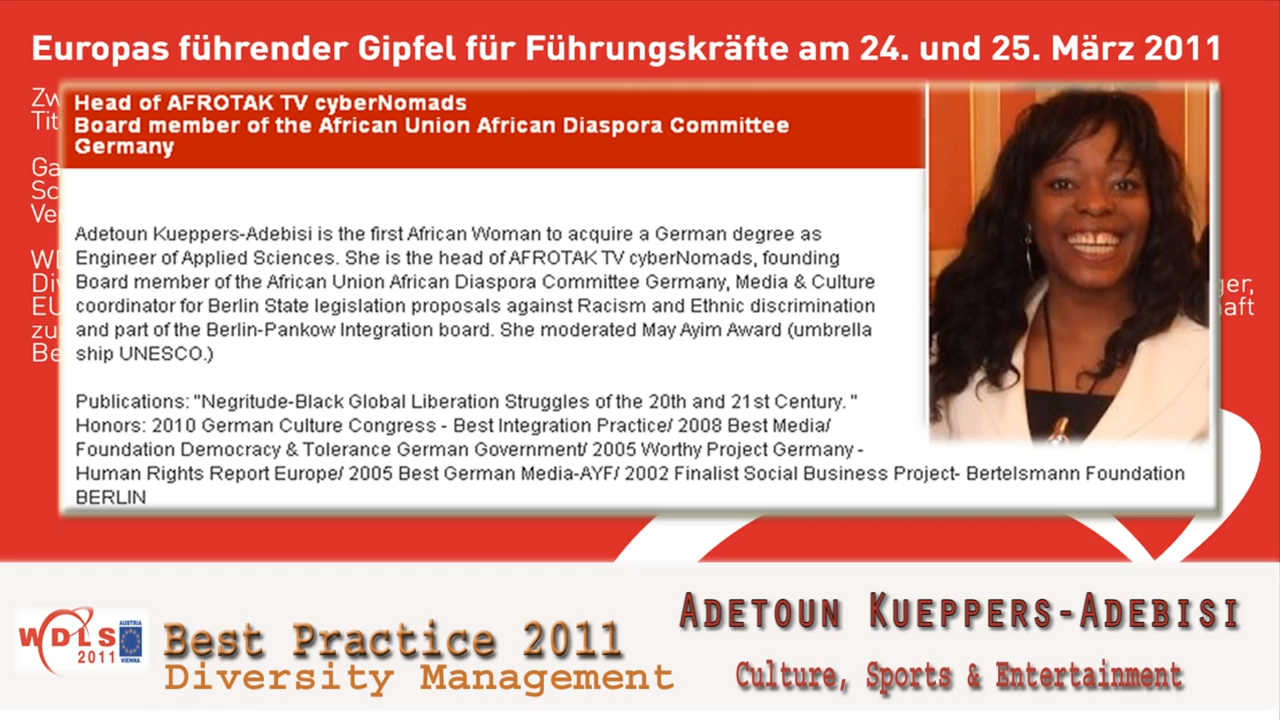 Europas führender Gipfel für Führungskräfte am 24. und 25. März 2011
Head of AFROTAK TV cyberNomads
Board member of the African Union African Diaspora Committee
Germany
Adetoun Kueppers-Adebisi is the first African Woman to acquire a German degree as
Engineer of Applied Sciences. She is the head of AFROTAK TV cyberNomads, founding
Board member of the African Union African Diaspora Committee Germany, Media & Culture
coordinator for Berlin State legislation proposals against Racism and Ethnic discrimination
and part of the Berlin-Pankow Integration board. She moderated May Ayim Award (umbrella
ship UNESCO.)
Publications: "Negritude-Black Global Liberation Struggles of the 20th and 21st Century. "
Honors: 2010 German Culture Congress - Best Integration Practice/ 2008 Best Media/
Foundation Democracy & Tolerance German Government/ 2005 Worthy Project Germany -
Human Rights Report Europe/ 2005 Best German Media-AYF/ 2002 Finalist Social Business Project- Bertelsmann Foundation
BERLIN
WDLS
2011
AUSTRIA
VIENNA
Best Practice 2011
Diversity Management
Adetoun Kueppers-Adebisi
Culture, Sports & Entertainment